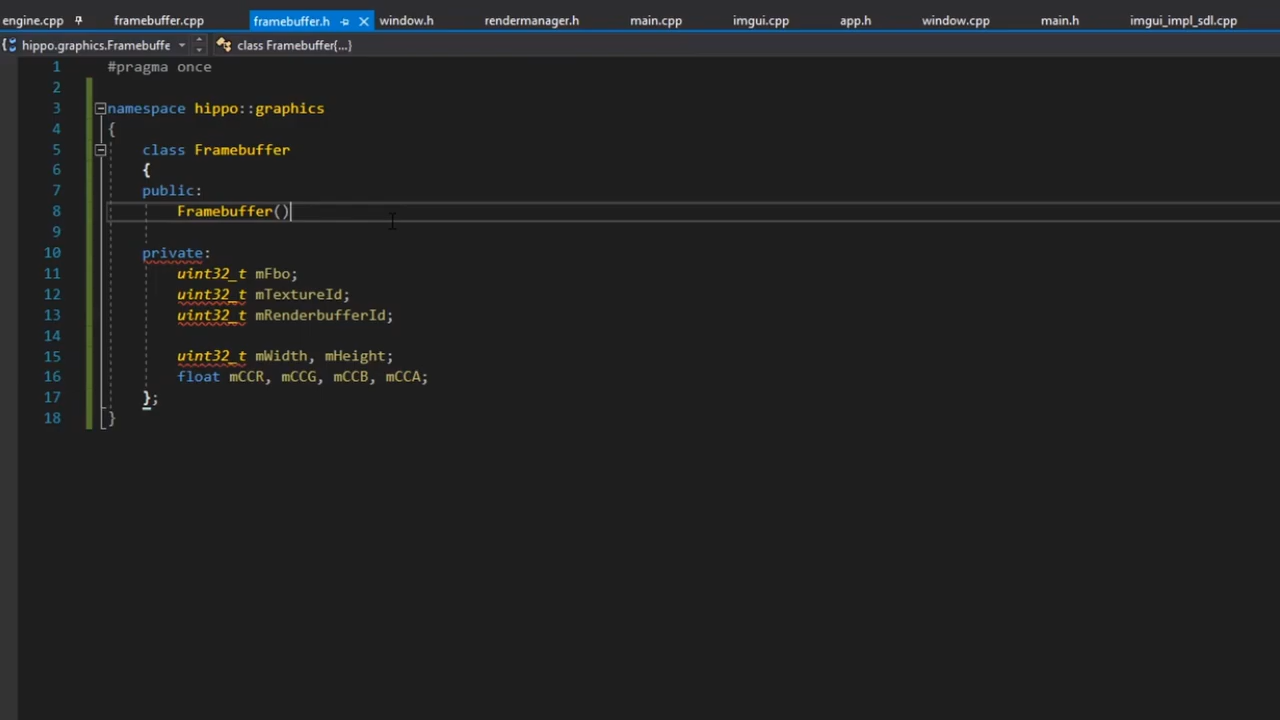 engine.cpp framebuffer.cpp framebuffer.h window.h rendermanager.h main.cpp imgui.cpp app.h window.cpp main.h imgui_impl_sdl.cpp
hippo.graphics.Framebuffe class Framebuffer{...}
1 #pragma once
2
3 namespace hippo::graphics
4 {
5 class Framebuffer
6 {
7 public:
8 Framebuffer()
9
10 private:
11 uint32_t mFbo;
12 uint32_t mTextureId;
13 uint32_t mRenderbufferId;
14
15 uint32_t mWidth, mHeight;
16 float mCCR, mCCG, mCCB, mCCA;
17 };
18 }